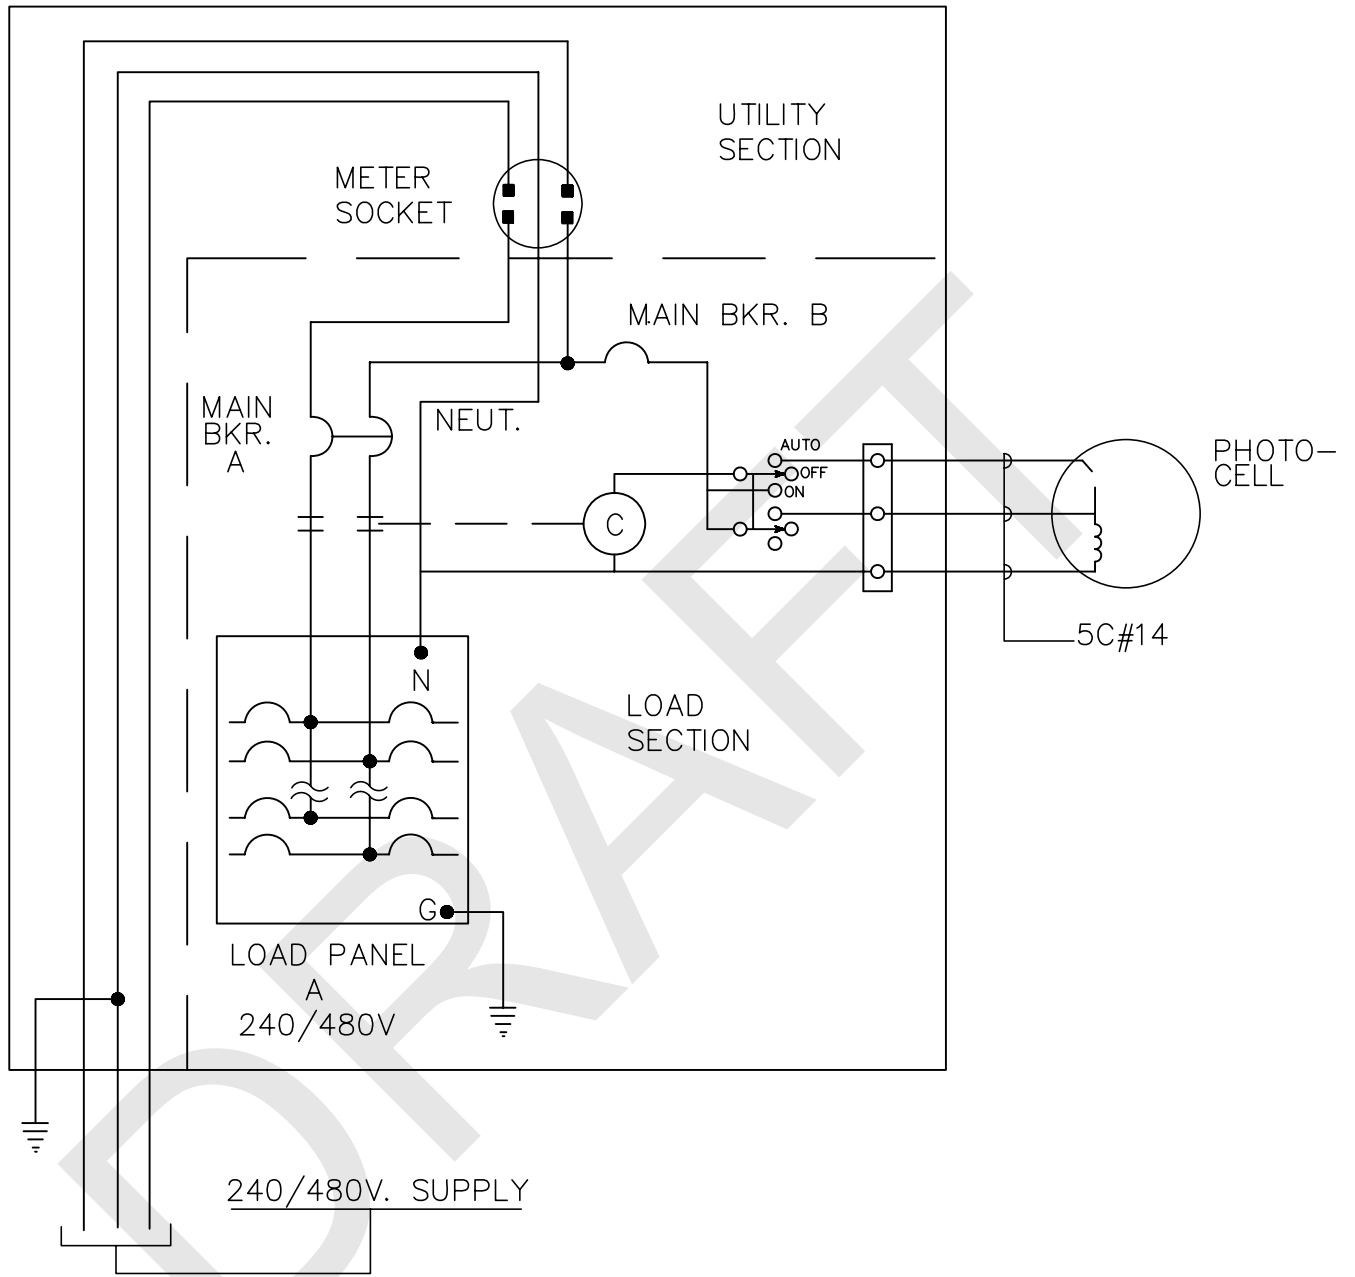 UTILITY
SECTION
METER
SOCKET
MAIN BKR. B
MAIN
BKR.
A
NEUT.
AUTO
OFF
ON
C
PHOTO-
CELL
5C#14
N
LOAD
SECTION
G
LOAD PANEL
A
240/480V
240/480V. SUPPLY
DRAFT